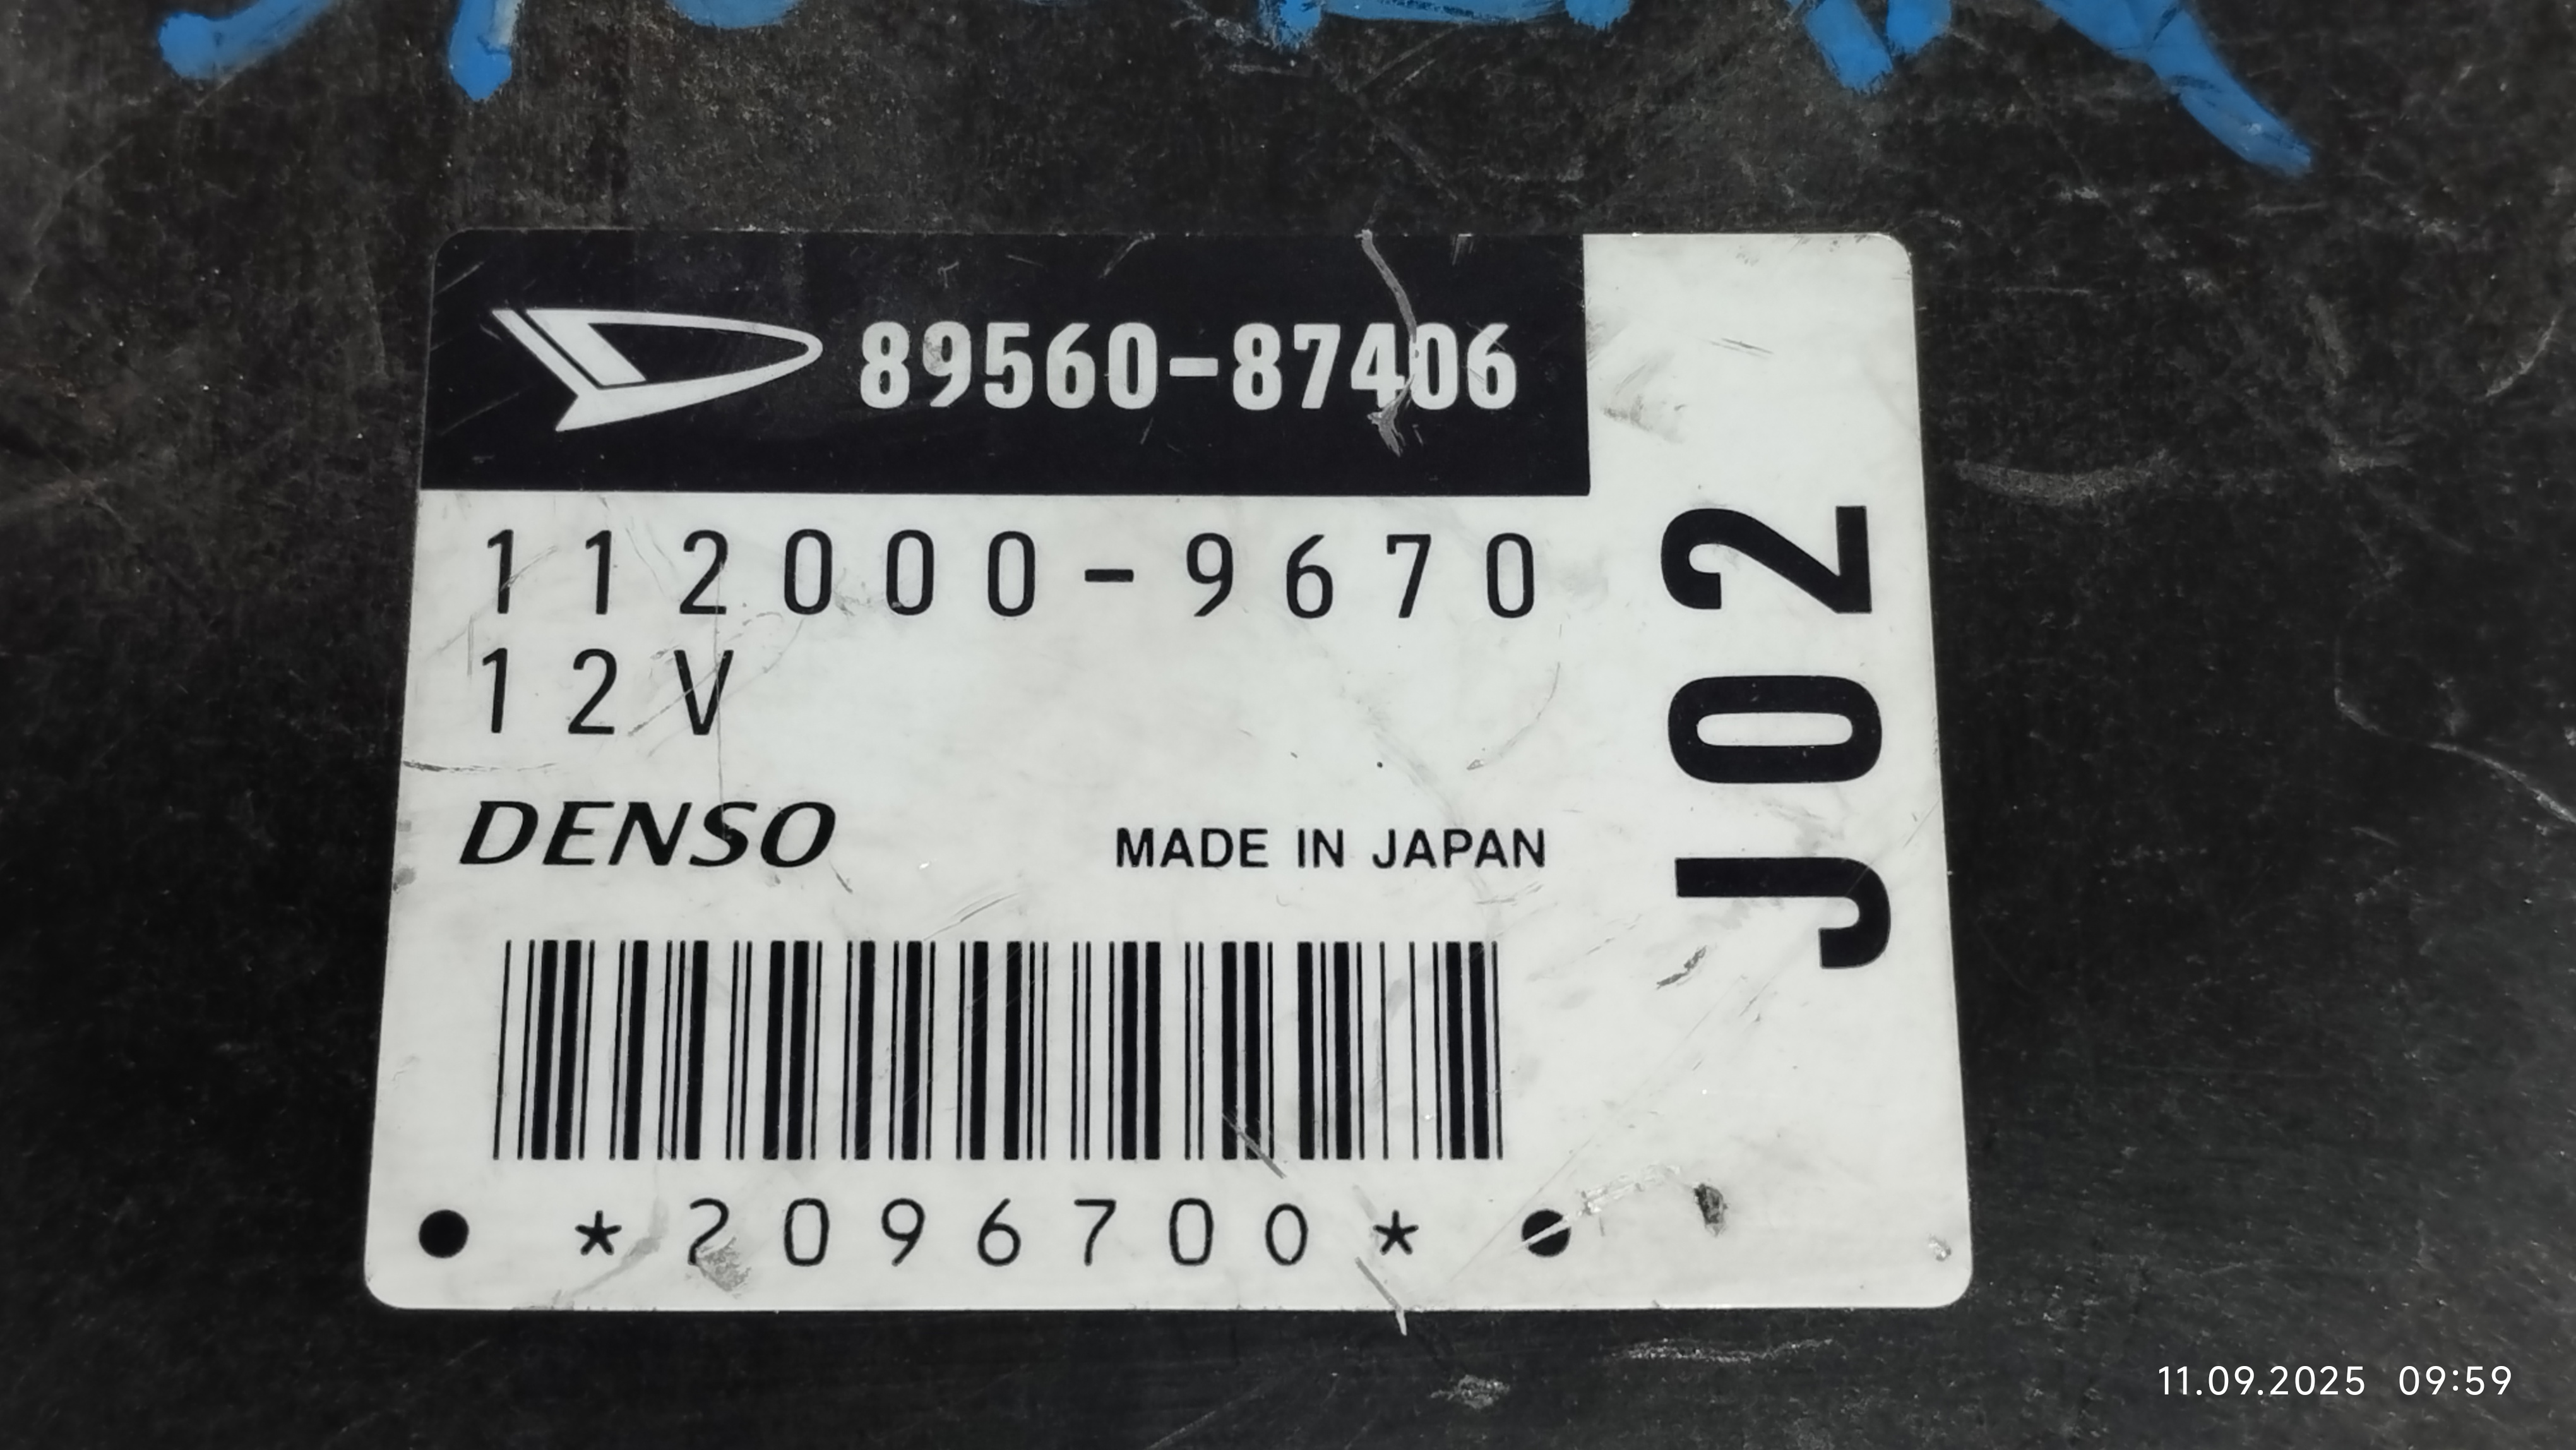 89560-87406
112000-9670
12V
DENSO MADE IN JAPAN
*2096700*
J02
11.09.2025 09:59